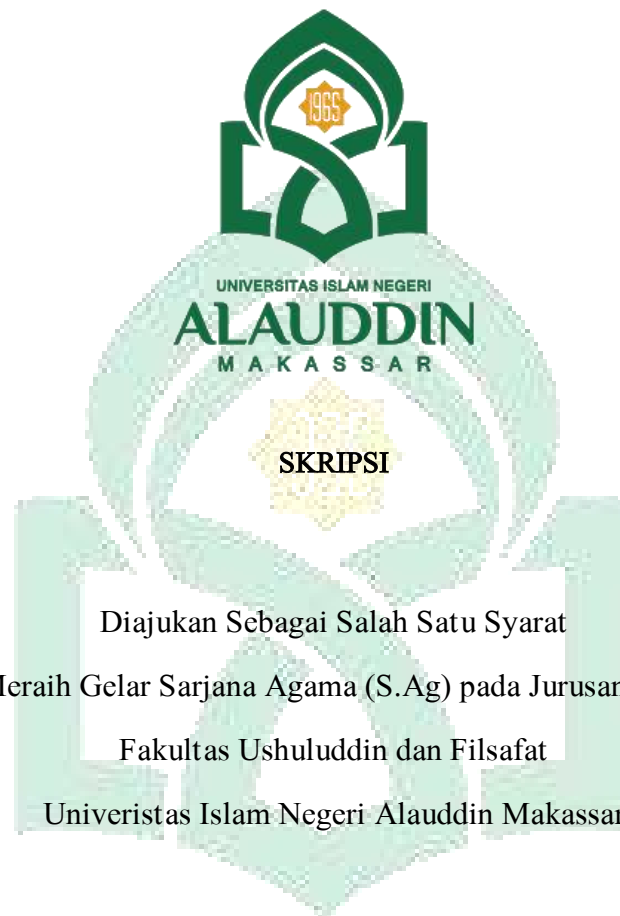 1965
UNIVERSITAS ISLAM NEGERI
ALAUDDIN
MAKASSAR
SKRIPSI
Diajukan Sebagai Salah Satu Syarat
Meraih Gelar Sarjana Agama (S.Ag) pada Jurusan
Fakultas Ushuluddin dan Filsafat
Univeristas Islam Negeri Alauddin Makassar